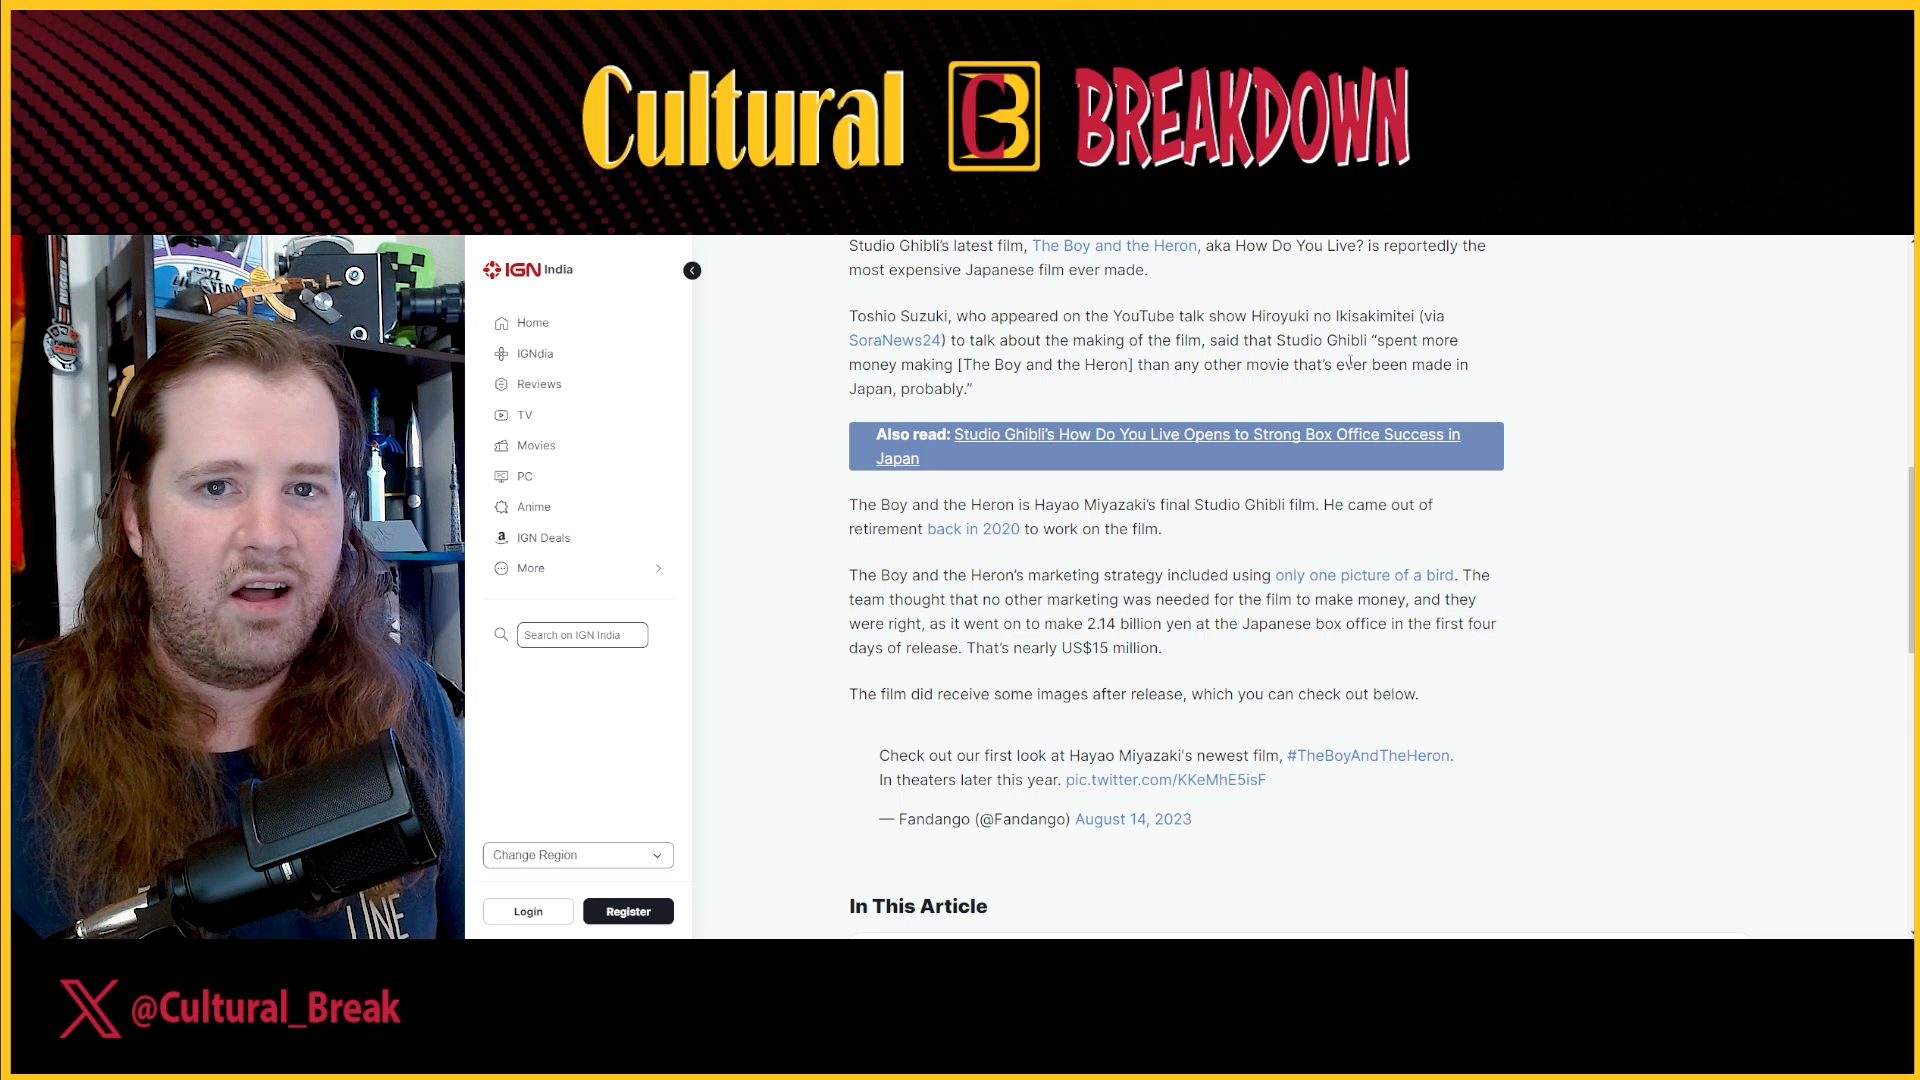 Cultural CB BREAKDOWN
BUZZ
LIGHTYEAR
IGN India
Home
IGNdia
Reviews
TV
Movies
PC
Anime
IGN Deals
More
Search on IGN India
Change Region
Login Register
Studio Ghibli’s latest film, The Boy and the Heron, aka How Do You Live? is reportedly the
most expensive Japanese film ever made.
Toshio Suzuki, who appeared on the YouTube talk show Hiroyuki no Ikisakimitei (via
SoraNews24) to talk about the making of the film, said that Studio Ghibli “spent more
money making [The Boy and the Heron] than any other movie that’s ever been made in
Japan, probably.”
Also read: Studio Ghibli’s How Do You Live Opens to Strong Box Office Success in
Japan
The Boy and the Heron is Hayao Miyazaki’s final Studio Ghibli film. He came out of
retirement back in 2020 to work on the film.
The Boy and the Heron’s marketing strategy included using only one picture of a bird. The
team thought that no other marketing was needed for the film to make money, and they
were right, as it went on to make 2.14 billion yen at the Japanese box office in the first four
days of release. That’s nearly US$15 million.
The film did receive some images after release, which you can check out below.
Check out our first look at Hayao Miyazaki's newest film, #TheBoyAndTheHeron.
In theaters later this year. pic.twitter.com/KKeMhE5isF
— Fandango (@Fandango) August 14, 2023
In This Article
LINE
X @Cultural_Break